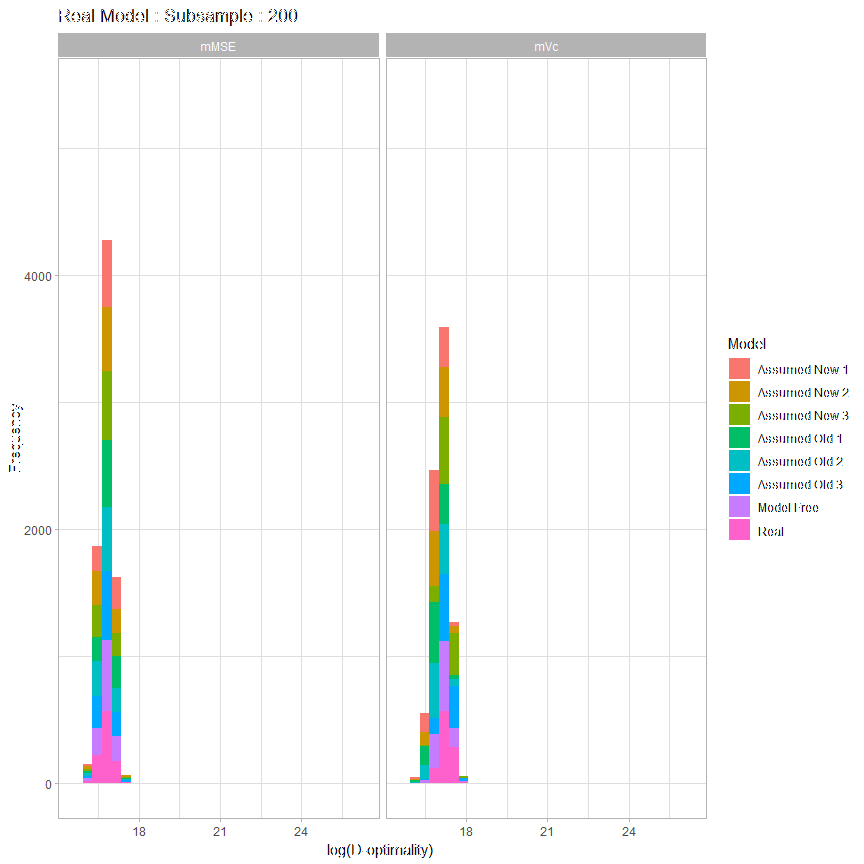 Real Model : Subsample : 200
mMSE
mVc
4000
2000
0
Frequency
18
21
24
18
21
24
log(D-optimality)
Model
Assumed New 1
Assumed New 2
Assumed New 3
Assumed Old 1
Assumed Old 2
Assumed Old 3
Model Free
Real